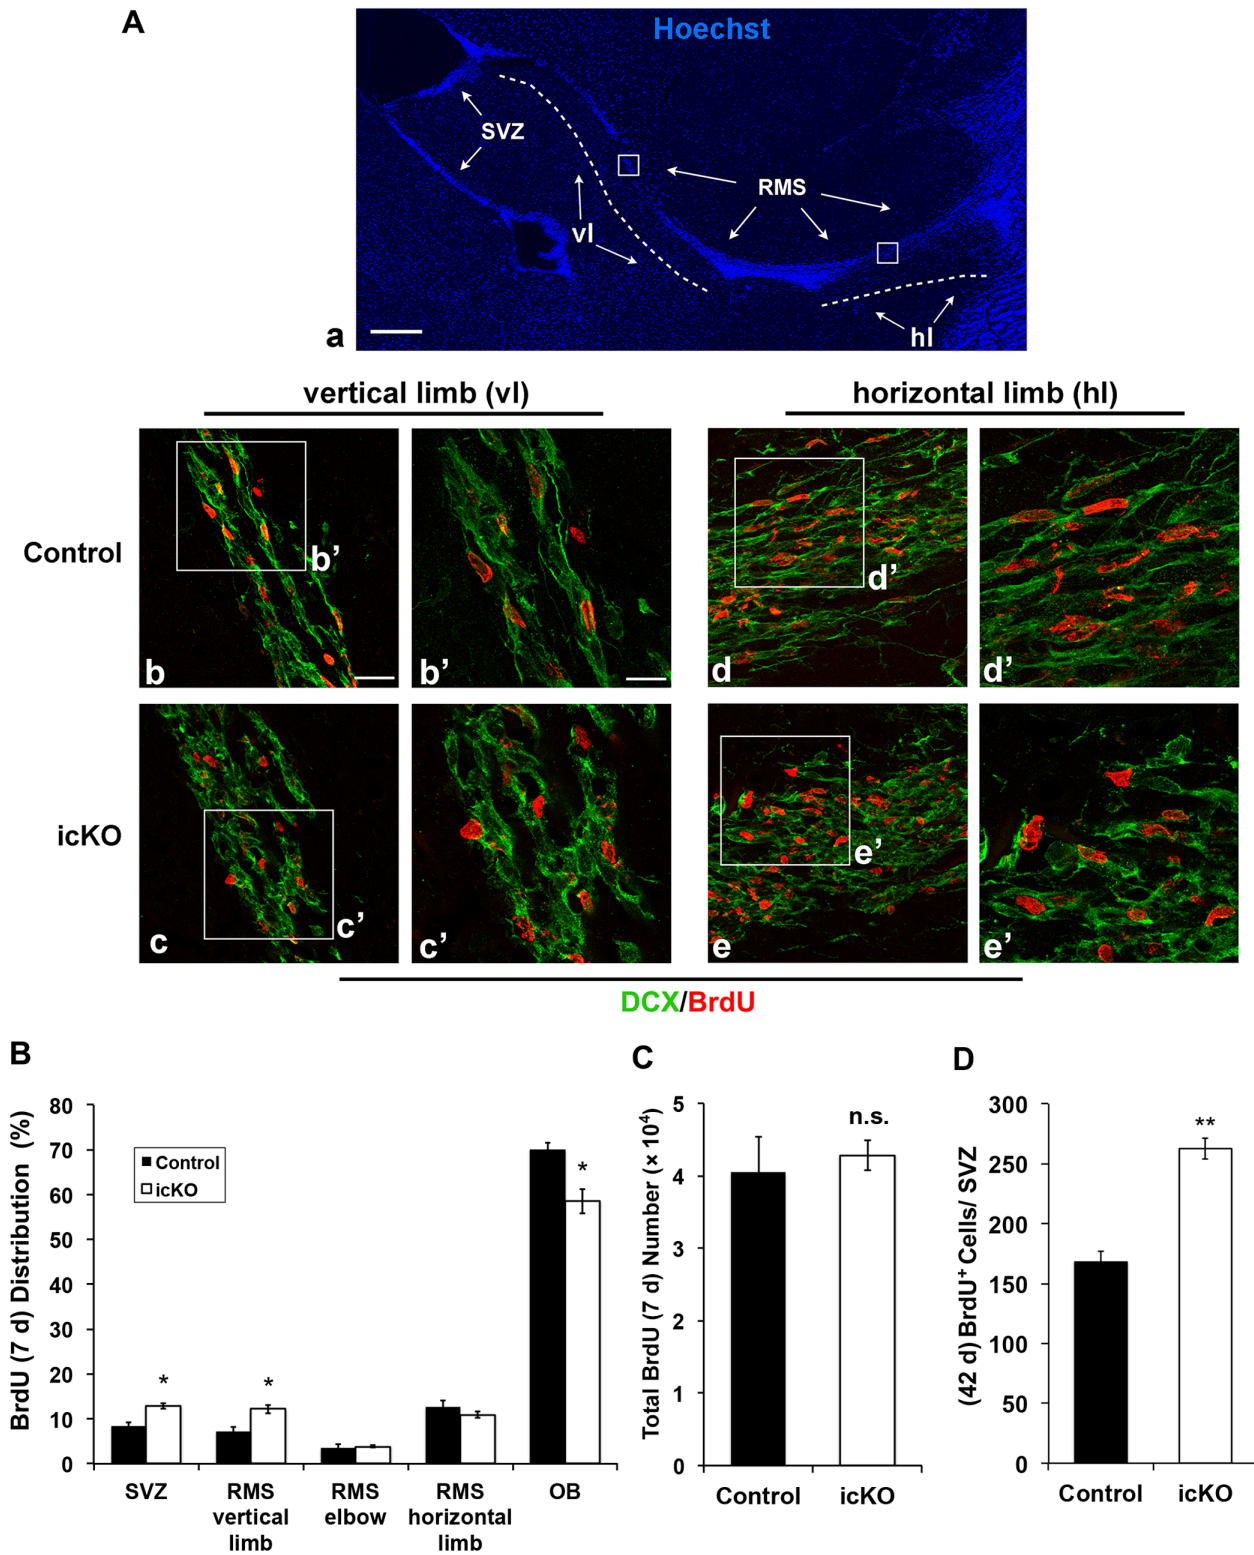 A
Hoechst
SVZ
RMS
vl
hl
a
vertical limb (vl)
horizontal limb (hl)
Control
b'
d'
b
b'
d
d'
icKO
c'
e'
c
c'
e
e'
DCX/BrdU
B
BrdU (7 d) Distribution (%)
80
70
60
50
40
30
20
10
0
Control
icKO
*
*
*
SVZ
RMS vertical limb
RMS elbow
RMS horizontal limb
OB
C
Total BrdU (7 d) Number (× 10⁴)
5
4
3
2
1
0
n.s.
Control
icKO
D
(42 d) BrdU⁺ Cells/ SVZ
300
250
200
150
100
50
0
**
Control
icKO